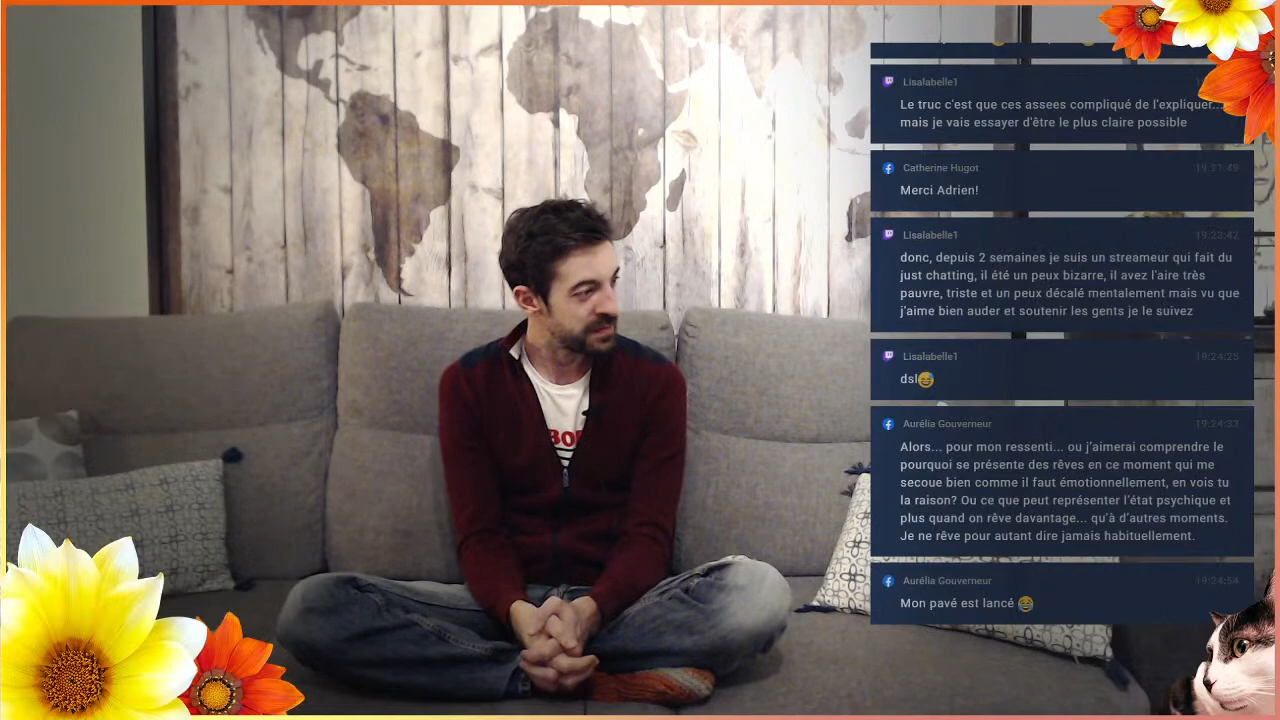 Lisalabelle1
Le truc c'est que ces assees compliqué de l'expliquer...
mais je vais essayer d'être le plus claire possible
Catherine Hugot 19:21:49
Merci Adrien!
Lisalabelle1 19:23:42
donc, depuis 2 semaines je suis un streameur qui fait du
just chatting, il été un peux bizarre, il avez l'aire très
pauvre, triste et un peux décalé mentalement mais vu que
j'aime bien auder et soutenir les gents je le suivez
Lisalabelle1 19:24:25
dsl😅
Aurélia Gouverneur 19:24:33
Alors... pour mon ressenti... ou j'aimerai comprendre le
pourquoi se présente des rêves en ce moment qui me
secoue bien comme il faut émotionnellement, en vois tu
la raison? Ou ce que peut représenter l'état psychique et
plus quand on rêve davantage... qu'à d'autres moments.
Je ne rêve pour autant dire jamais habituellement.
Aurélia Gouverneur 19:24:54
Mon pavé est lancé 😂